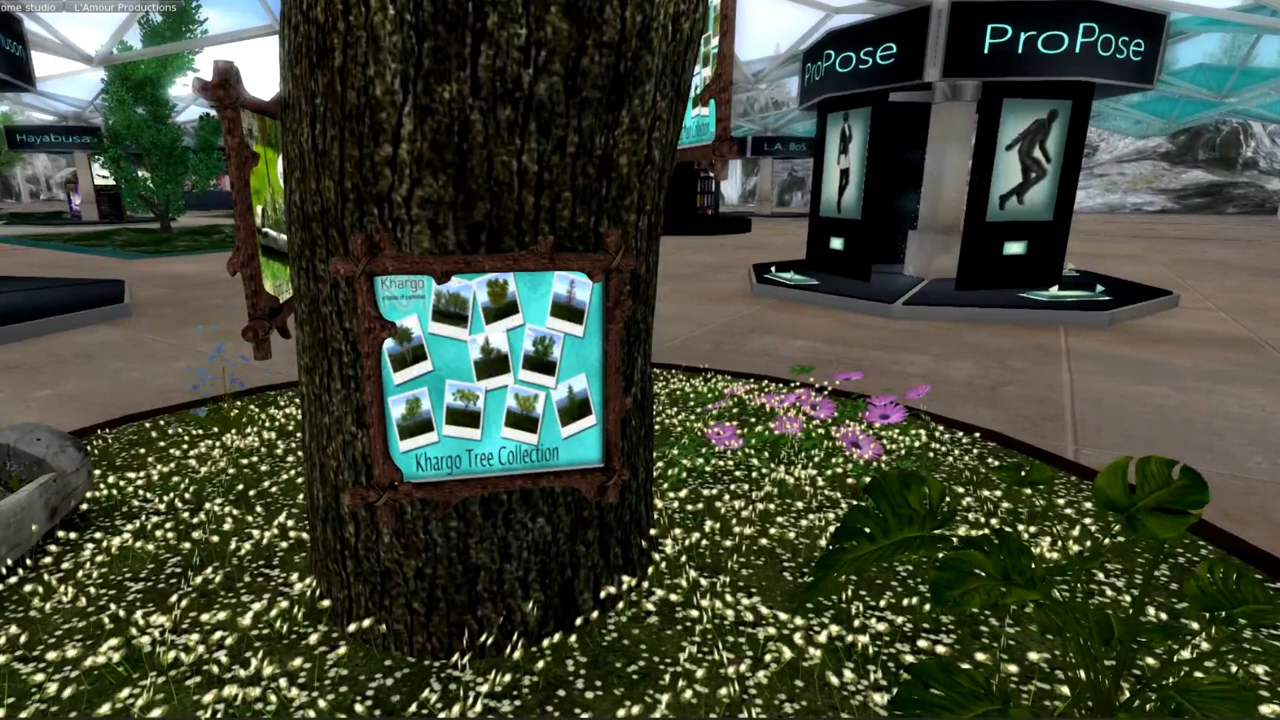 ome studio L'Amour Productions
ProPose
ProPose
Hayabusa
L.A. BoS
Khargo
Khargo Tree Collection